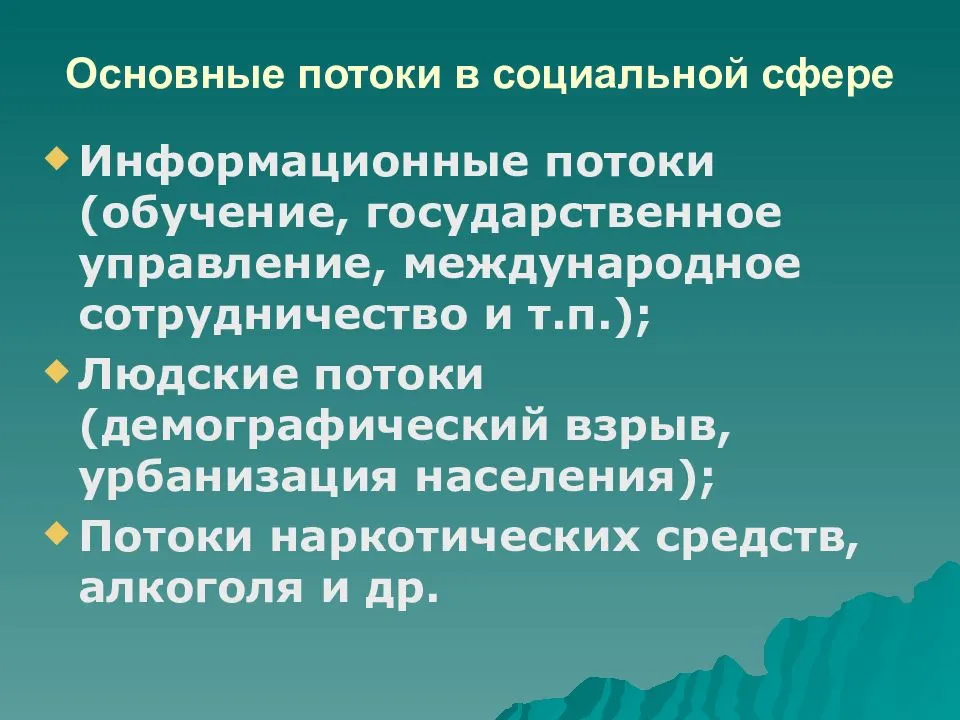 Основные потоки в социальной сфере
Информационные потоки
(обучение, государственное
управление, международное
сотрудничество и т.п.);
Людские потоки
(демографический взрыв,
урбанизация населения);
Потоки наркотических средств,
алкоголя и др.